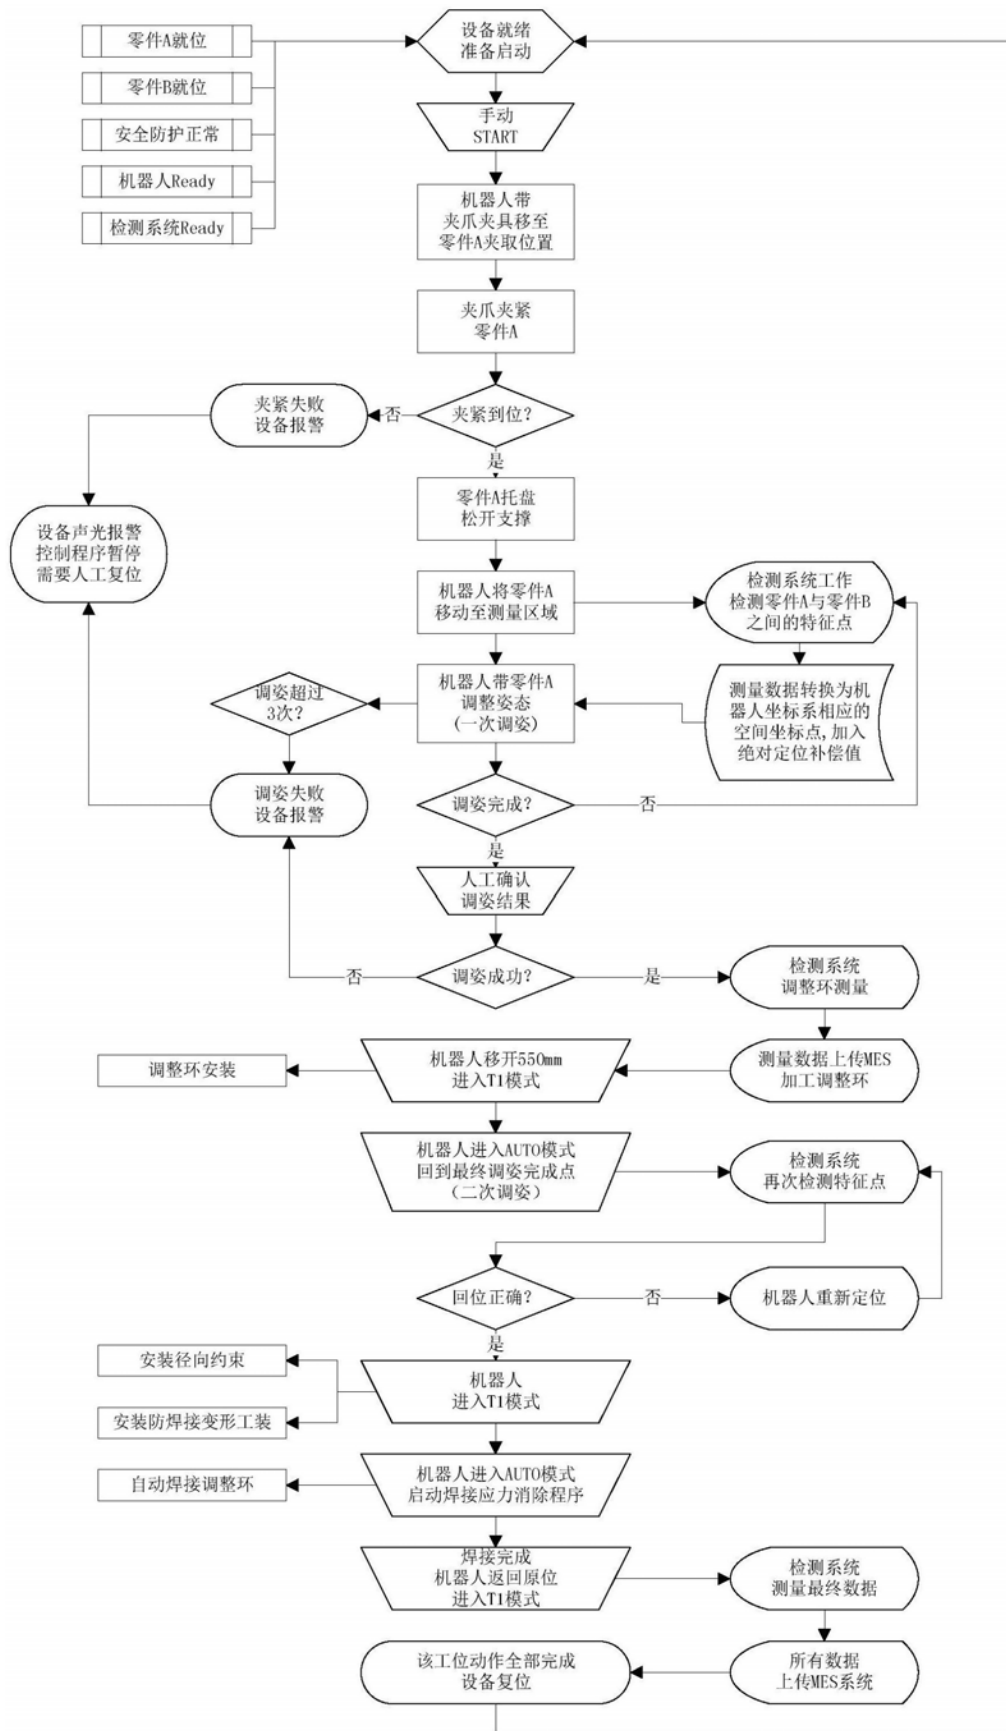 零件A就位
零件B就位
安全防护正常
机器人Ready
检测系统Ready
设备就绪
准备启动
手动
START
机器人带
夹爪夹具移至
零件A夹取位置
夹爪夹紧
零件A
夹紧到位?
否
夹紧失败
设备报警
是
设备声光报警
控制程序暂停
需要人工复位
零件A托盘
松开支撑
机器人将零件A
移动至测量区域
检测系统工作
检测零件A与零件B
之间的特征点
测量数据转换为机
器人坐标系相应的
空间坐标点,加入
绝对定位补偿值
机器人带零件A
调整姿态
(一次调姿)
调姿超过
3次?
调姿失败
设备报警
调姿完成?
否
是
人工确认
调姿结果
调姿成功?
否
是
检测系统
调整环测量
测量数据上传MES
加工调整环
机器人移开550mm
进入T1模式
调整环安装
机器人进入AUTO模式
回到最终调姿完成点
(二次调姿)
检测系统
再次检测特征点
回位正确?
否
机器人重新定位
是
机器人
进入T1模式
安装径向约束
安装防焊接变形工装
机器人进入AUTO模式
启动焊接应力消除程序
自动焊接调整环
焊接完成
机器人返回原位
进入T1模式
检测系统
测量最终数据
所有数据
上传MES系统
该工位动作全部完成
设备复位